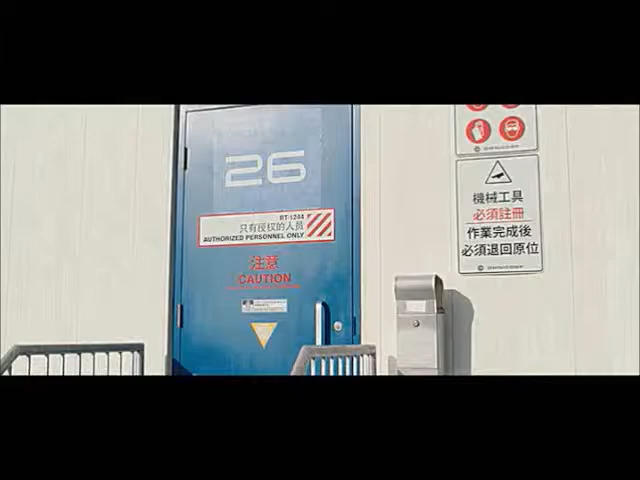 26
RT-1244
只有授权的人员
AUTHORIZED PERSONNEL ONLY
注意
CAUTION
機械工具
必須註冊
作業完成後
必須退回原位